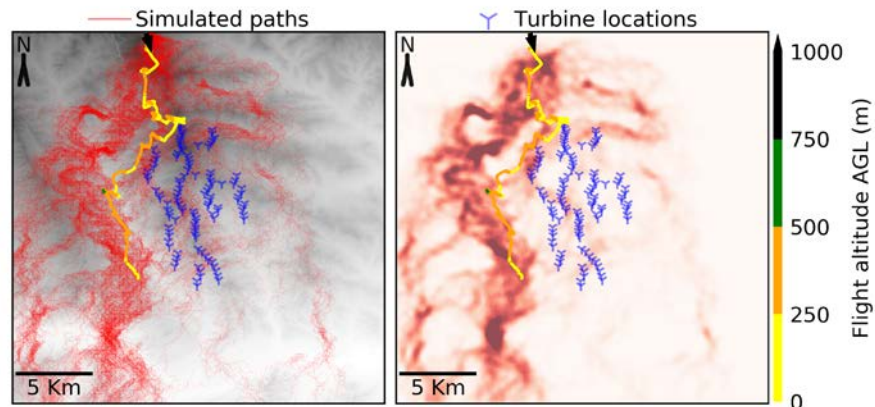 Simulated paths
Turbine locations
N
N
1000
750
500
250
0
Flight altitude AGL (m)
5 Km
5 Km